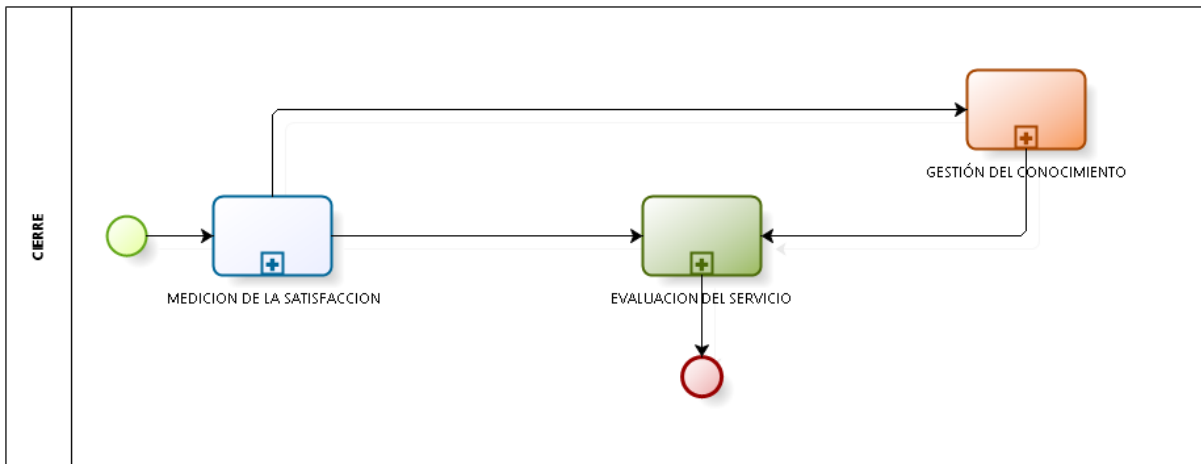 CIERRE
GESTIÓN DEL CONOCIMIENTO
MEDICION DE LA SATISFACCION
EVALUACION DEL SERVICIO